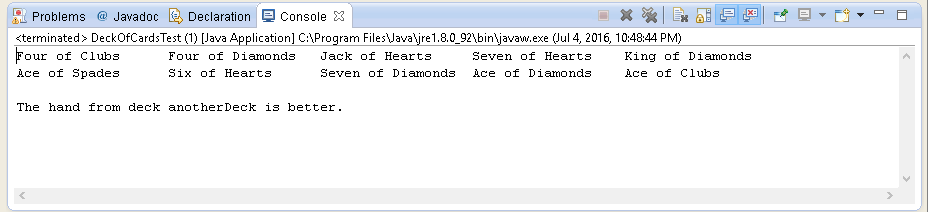 Problems @ Javadoc Declaration Console
<terminated> DeckOfCardsTest (1) [Java Application] C:\Program Files\Java\jre1.8.0_92\bin\javaw.exe (Jul 4, 2016, 10:48:44 PM)
Four of Clubs Four of Diamonds Jack of Hearts Seven of Hearts King of Diamonds
Ace of Spades Six of Hearts Seven of Diamonds Ace of Diamonds Ace of Clubs
The hand from deck anotherDeck is better.